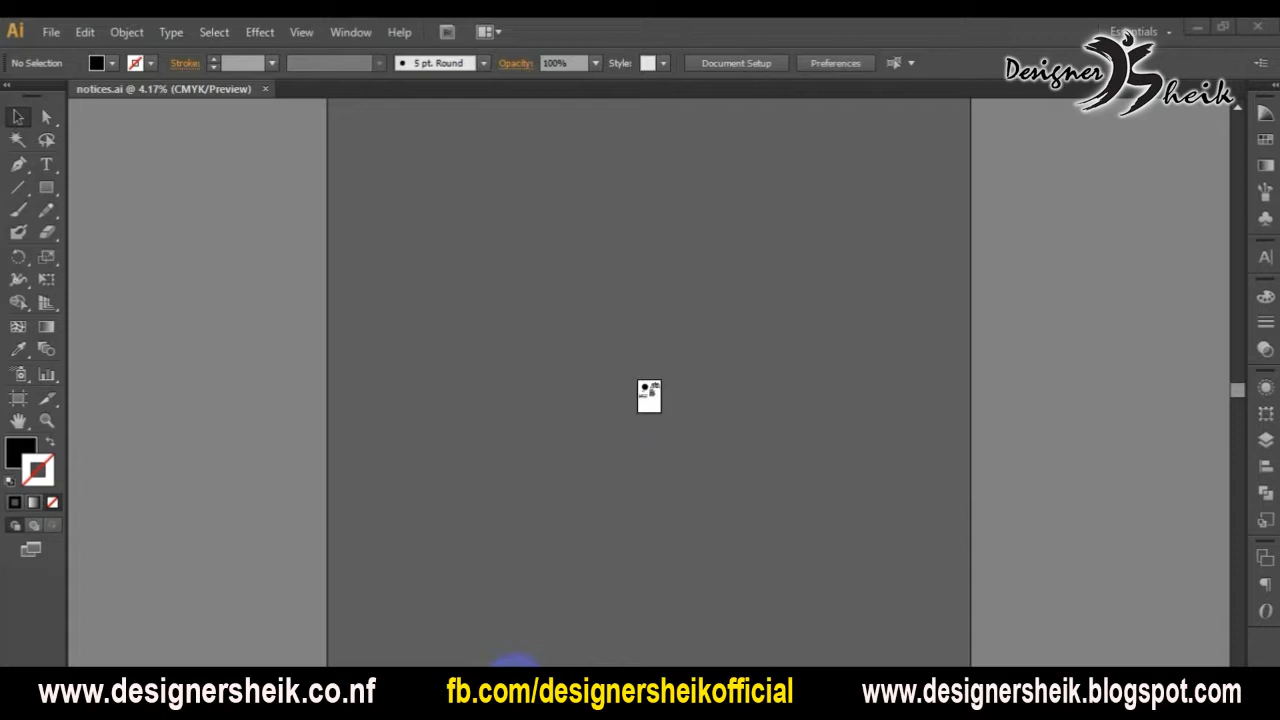 Ai File Edit Object Type Select Effect View Window Help Br Essentials
No Selection Stroke: 5 pt. Round Opacity: 100% Style: Document Setup Preferences
Designer Sheik
notices.ai @ 4.17% (CMYK/Preview) ×
www.designersheik.co.nf fb.com/designersheikofficial www.designersheik.blogspot.com